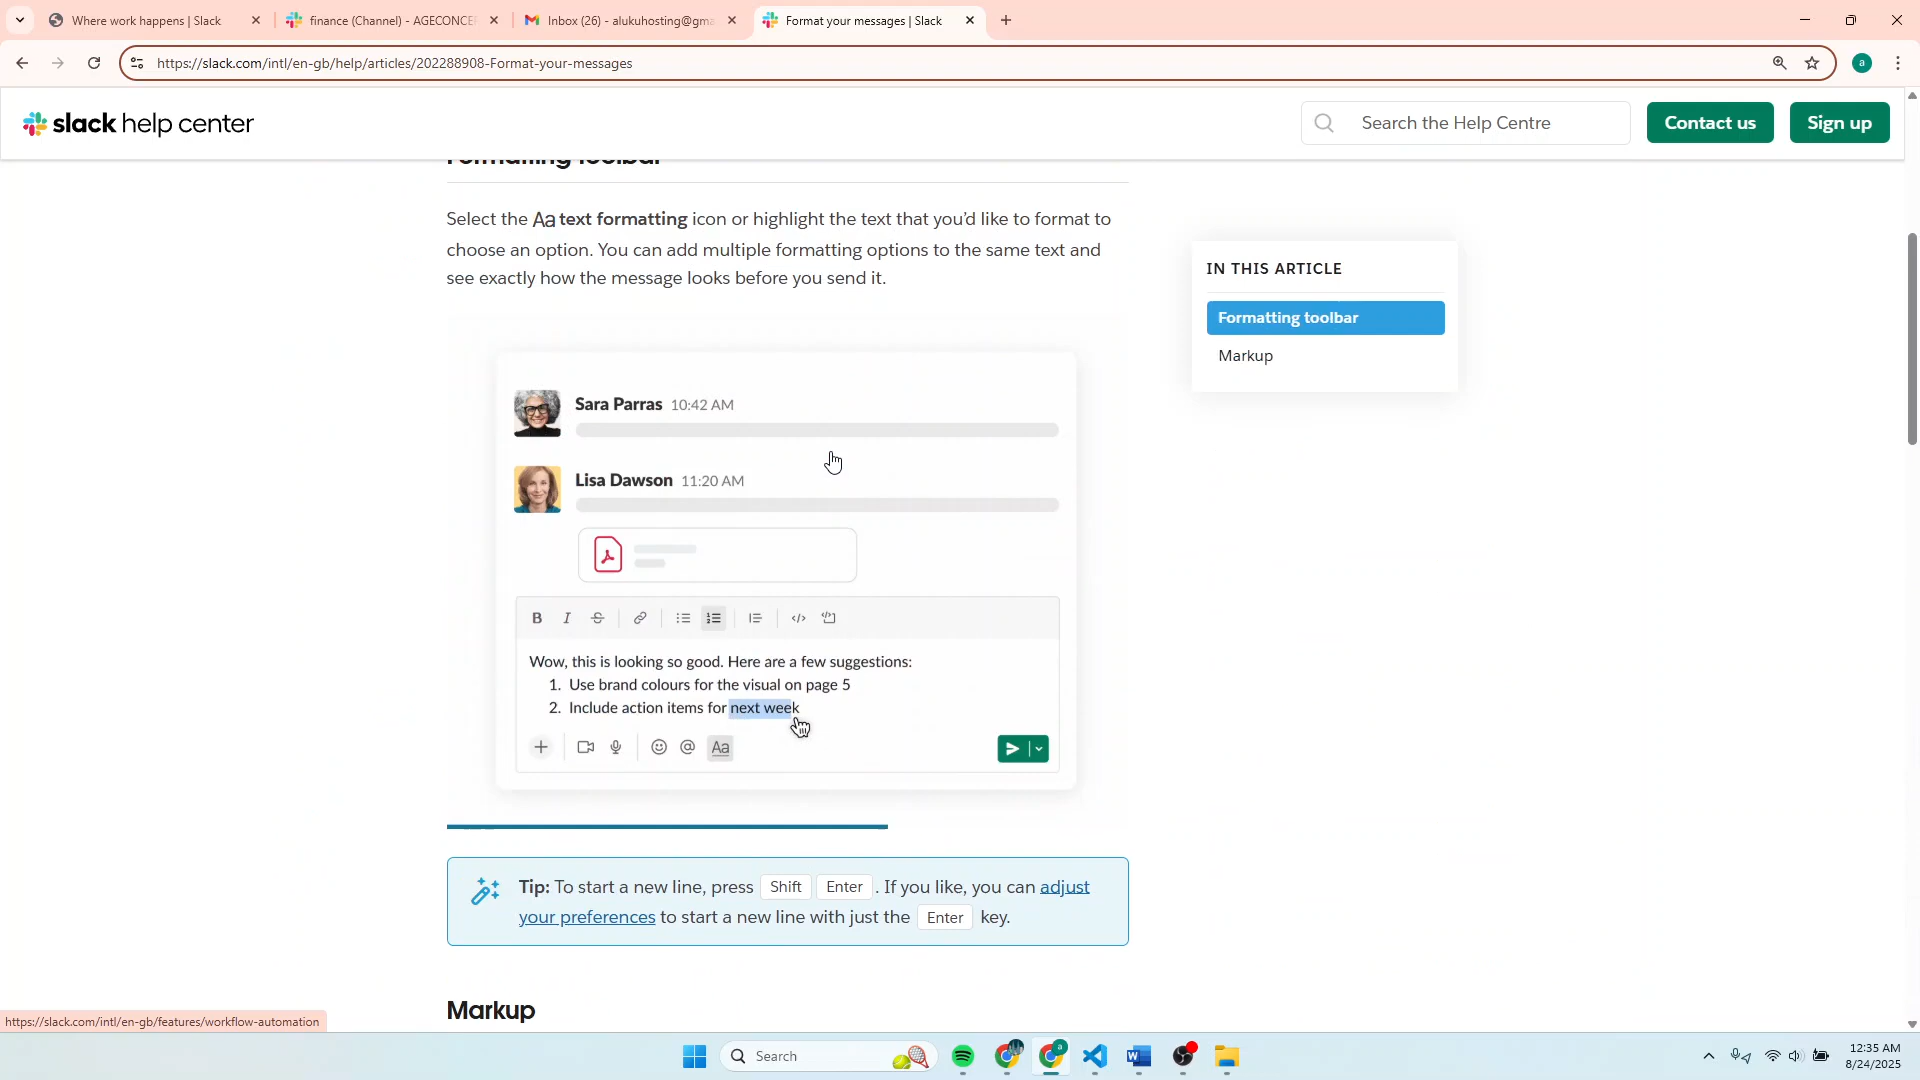 Where work happens | Slack
finance (Channel) - AGECONCE
Inbox (26) - alukuhosting@gma
Format your messages | Slack
https://slack.com/intl/en-gb/help/articles/202288908-Format-your-messages
a
slack help center
Search the Help Centre
Contact us
Sign up
Formatting toolbar
Select the Aa text formatting icon or highlight the text that you’d like to format to
choose an option. You can add multiple formatting options to the same text and
see exactly how the message looks before you send it.
IN THIS ARTICLE
Formatting toolbar
Markup
Sara Parras 10:42 AM
Lisa Dawson 11:20 AM
B I S
Wow, this is looking so good. Here are a few suggestions:
1. Use brand colours for the visual on page 5
2. Include action items for next week
@ Aa
Tip: To start a new line, press Shift Enter . If you like, you can adjust
your preferences to start a new line with just the Enter key.
Markup
https://slack.com/intl/en-gb/features/workflow-automation
Search
12:35 AM
8/24/2025